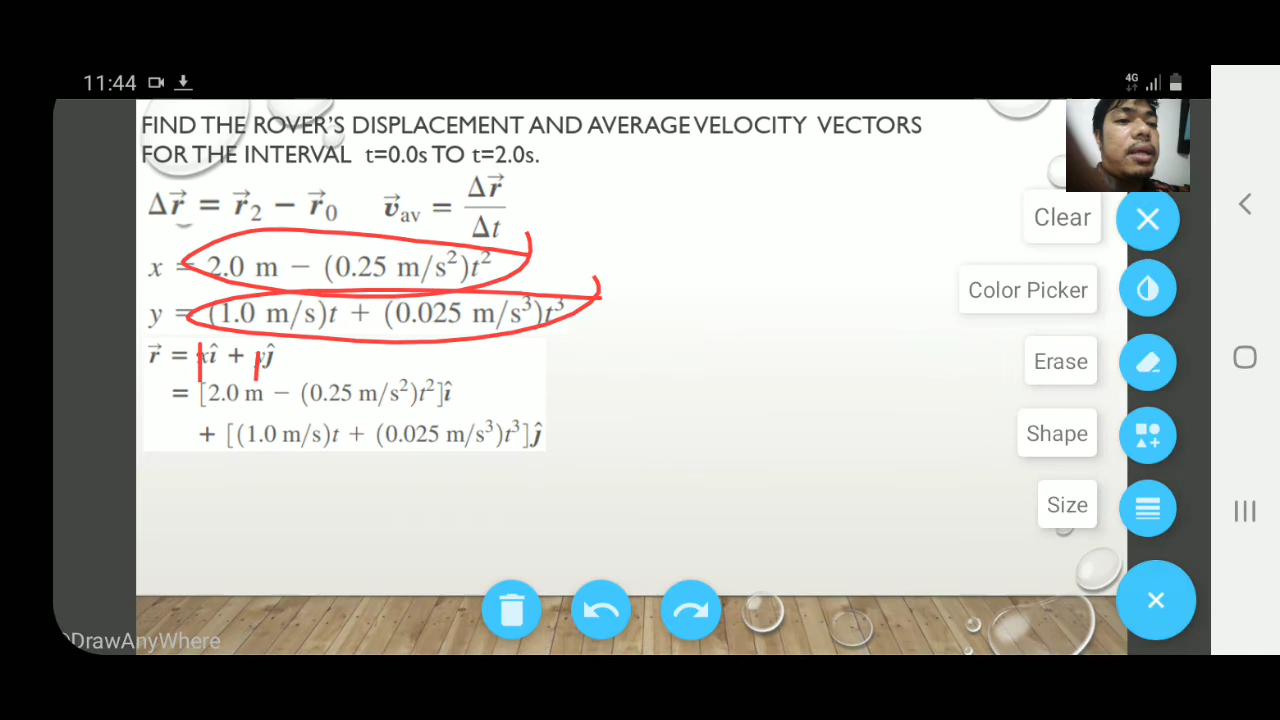 11:44
4G
FIND THE ROVER'S DISPLACEMENT AND AVERAGE VELOCITY VECTORS
FOR THE INTERVAL t=0.0s TO t=2.0s.
Δr⃗ = r⃗₂ − r⃗₀ v⃗av = Δr⃗ / Δt
x = 2.0 m − (0.25 m/s²)t²
y = (1.0 m/s)t + (0.025 m/s³)t³
r⃗ = xî + yĵ
= [2.0 m − (0.25 m/s²)t²]î
+ [(1.0 m/s)t + (0.025 m/s³)t³]ĵ
Clear
Color Picker
Erase
Shape
Size
DrawAnyWhere